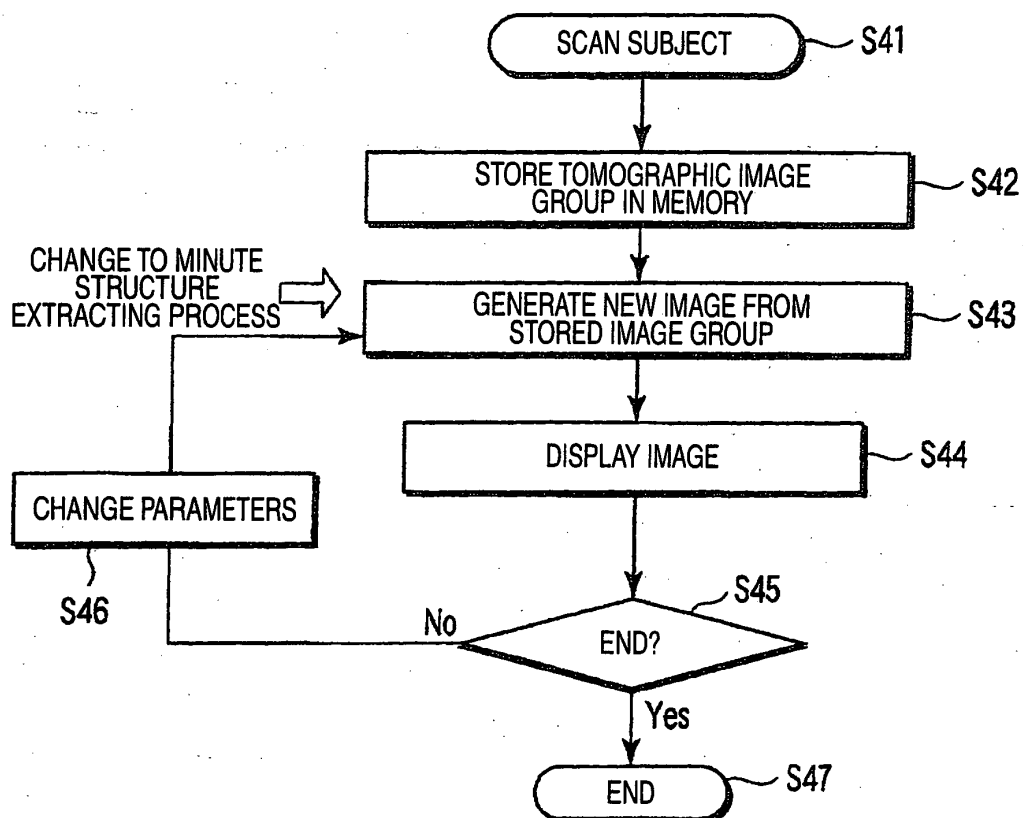 SCAN SUBJECT
S41
STORE TOMOGRAPHIC IMAGE
GROUP IN MEMORY
S42
CHANGE TO MINUTE
STRUCTURE
EXTRACTING PROCESS
GENERATE NEW IMAGE FROM
STORED IMAGE GROUP
S43
DISPLAY IMAGE
S44
CHANGE PARAMETERS
S46
S45
No
END?
Yes
END
S47